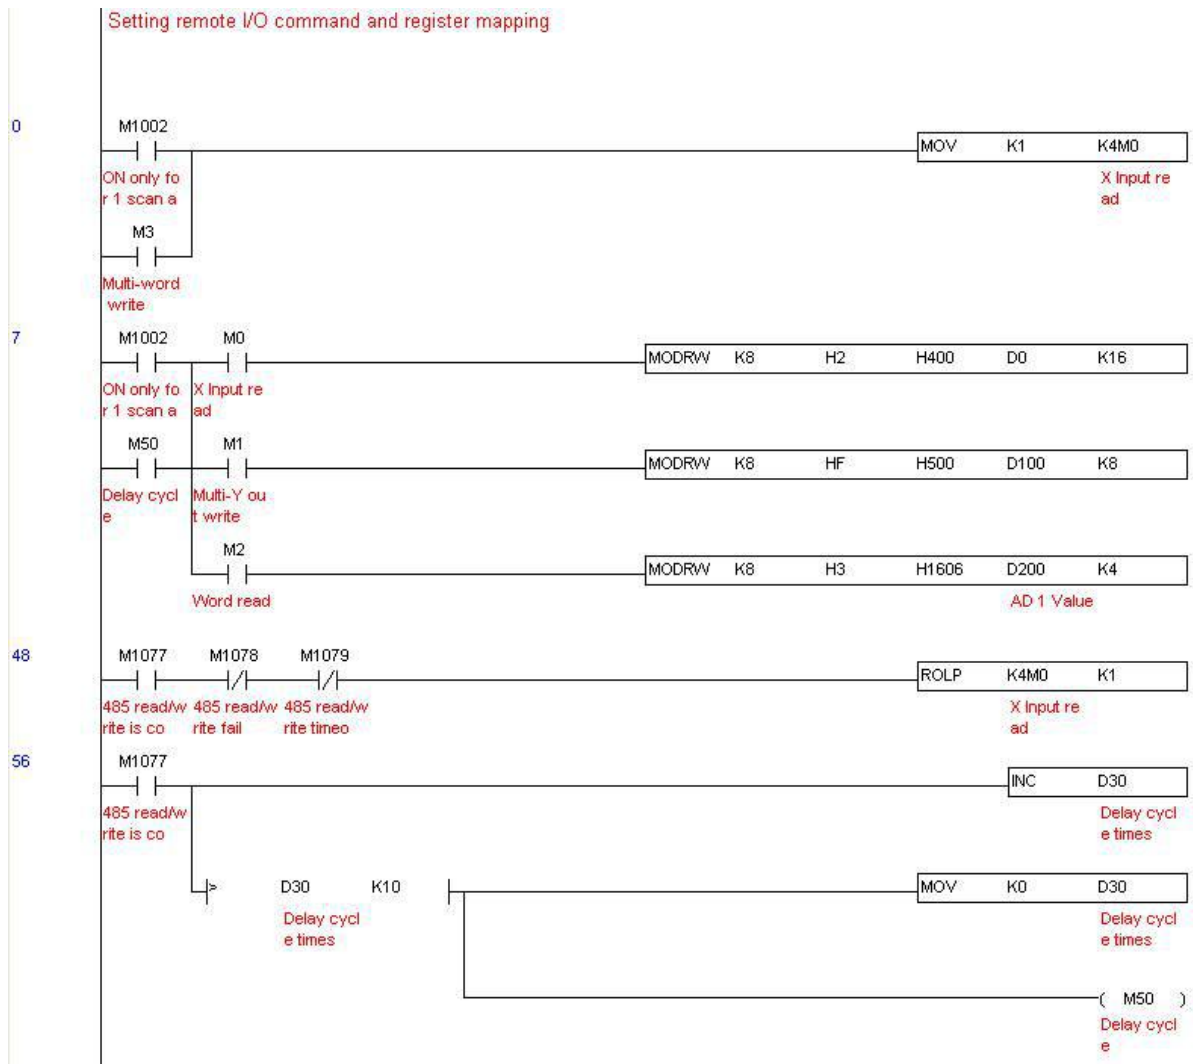 Setting remote I/O command and register mapping
0
M1002
MOV K1 K4M0
ON only fo
r 1 scan a
X Input re
ad
M3
Multi-word
write
7
M1002 M0
MODRW K8 H2 H400 D0 K16
ON only fo X Input re
r 1 scan a ad
M50 M1
MODRW K8 HF H500 D100 K8
Delay cycl Multi-Y ou
e t write
M2
MODRW K8 H3 H1606 D200 K4
Word read AD 1 Value
48
M1077 M1078 M1079
ROLP K4M0 K1
485 read/w 485 read/w 485 read/w
rite is co rite fail rite timeo
X Input re
ad
56
M1077
INC D30
485 read/w
rite is co
Delay cycl
e times
> D30 K10
MOV K0 D30
Delay cycl Delay cycl
e times e times
( M50 )
Delay cycl
e